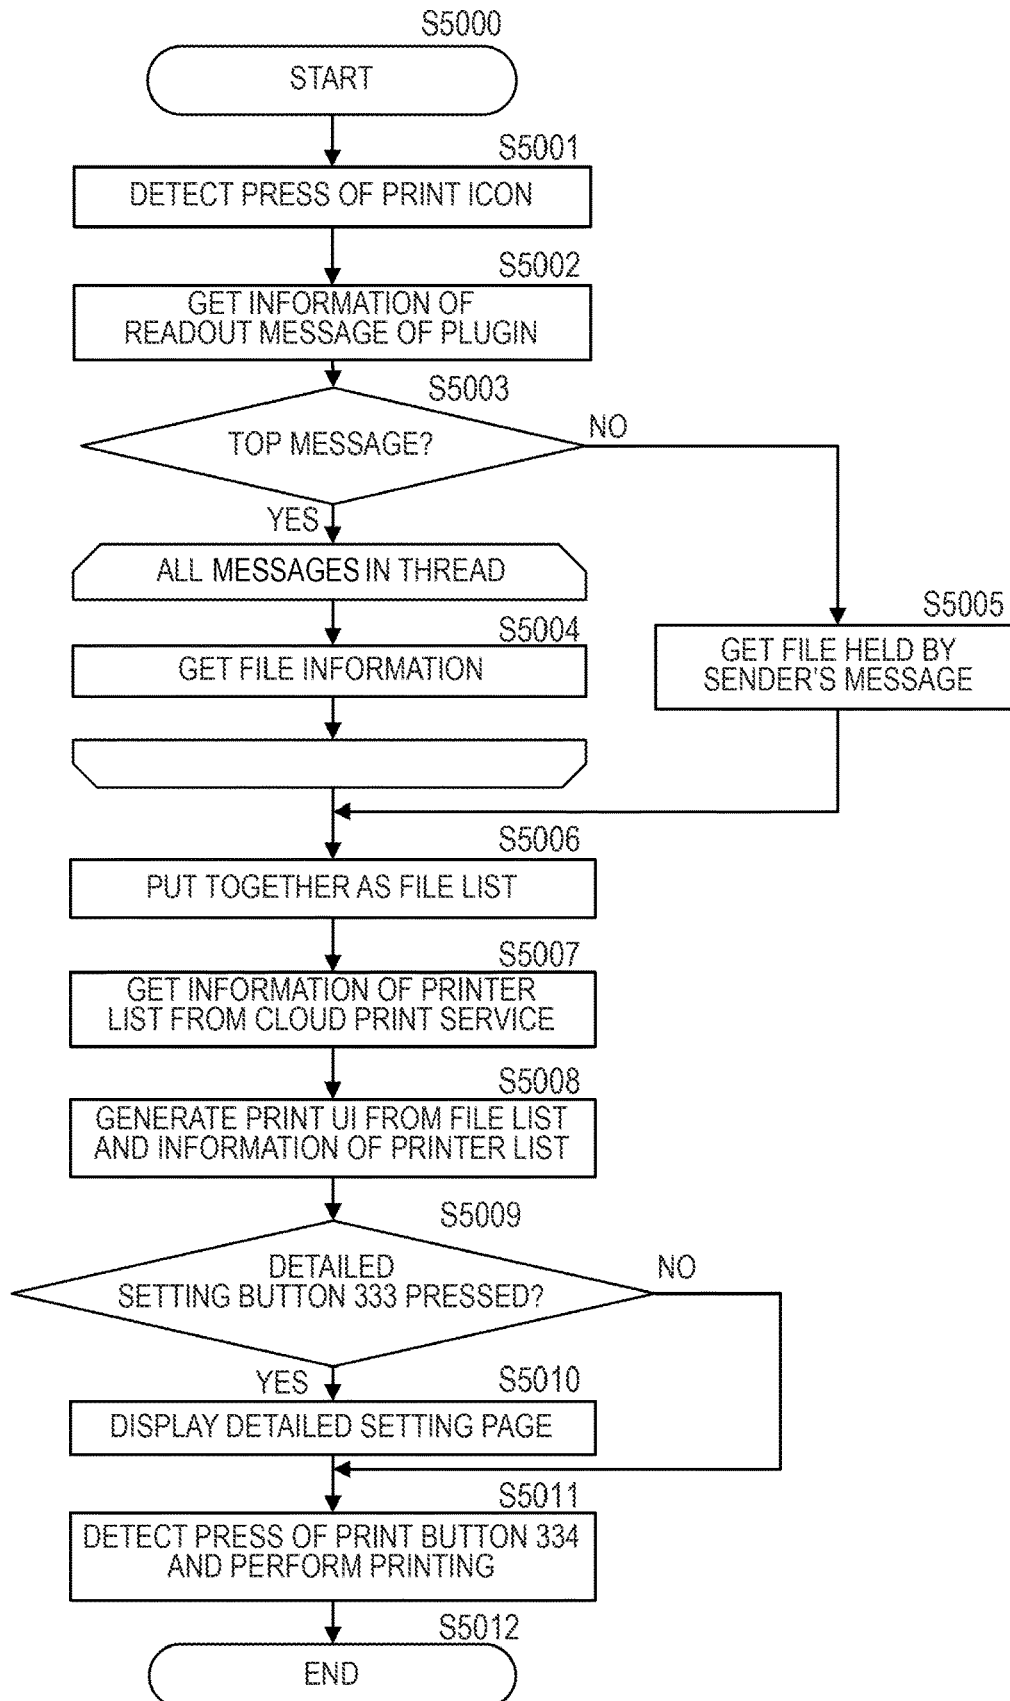 S5000
START
S5001
DETECT PRESS OF PRINT ICON
S5002
GET INFORMATION OF
READOUT MESSAGE OF PLUGIN
S5003
TOP MESSAGE?
NO
YES
ALL MESSAGES IN THREAD
S5004
GET FILE INFORMATION
S5005
GET FILE HELD BY
SENDER'S MESSAGE
S5006
PUT TOGETHER AS FILE LIST
S5007
GET INFORMATION OF PRINTER
LIST FROM CLOUD PRINT SERVICE
S5008
GENERATE PRINT UI FROM FILE LIST
AND INFORMATION OF PRINTER LIST
S5009
DETAILED
SETTING BUTTON 333 PRESSED?
NO
YES
S5010
DISPLAY DETAILED SETTING PAGE
S5011
DETECT PRESS OF PRINT BUTTON 334
AND PERFORM PRINTING
S5012
END